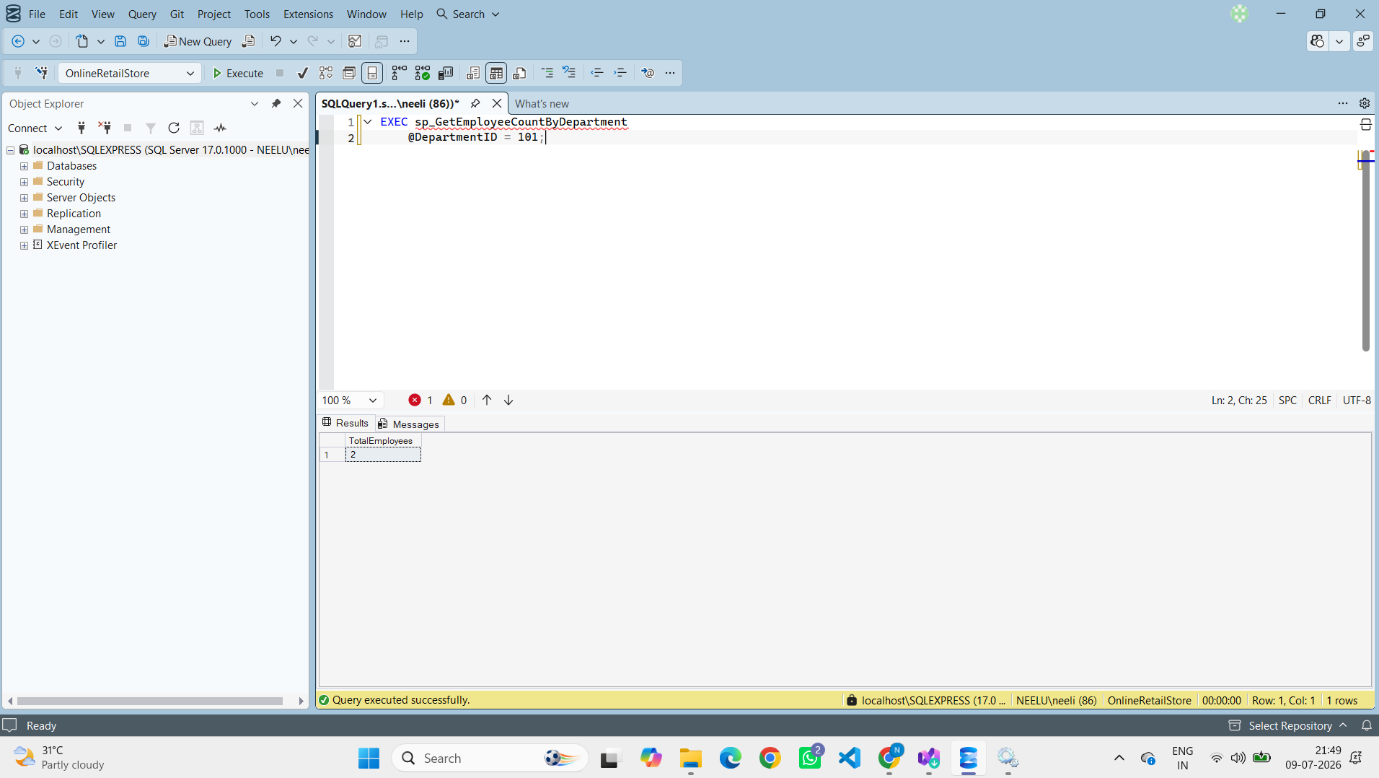 File Edit View Query Git Project Tools Extensions Window Help Search
New Query
OnlineRetailStore Execute
Object Explorer
Connect
localhost\SQLEXPRESS (SQL Server 17.0.1000 - NEELU\nee
Databases
Security
Server Objects
Replication
Management
XEvent Profiler
SQLQuery1.s...\neeli (86))* What's new
1 EXEC sp_GetEmployeeCountByDepartment
2 @DepartmentID = 101;
100 % 1 0 Ln: 2, Ch: 25 SPC CRLF UTF-8
Results Messages
TotalEmployees
1 2
Query executed successfully. localhost\SQLEXPRESS (17.0 ... NEELU\neeli (86) OnlineRetailStore 00:00:00 Row: 1, Col: 1 1 rows
Ready Select Repository
31°C
Partly cloudy
Search
2
N
ENG
IN
21:49
09-07-2026